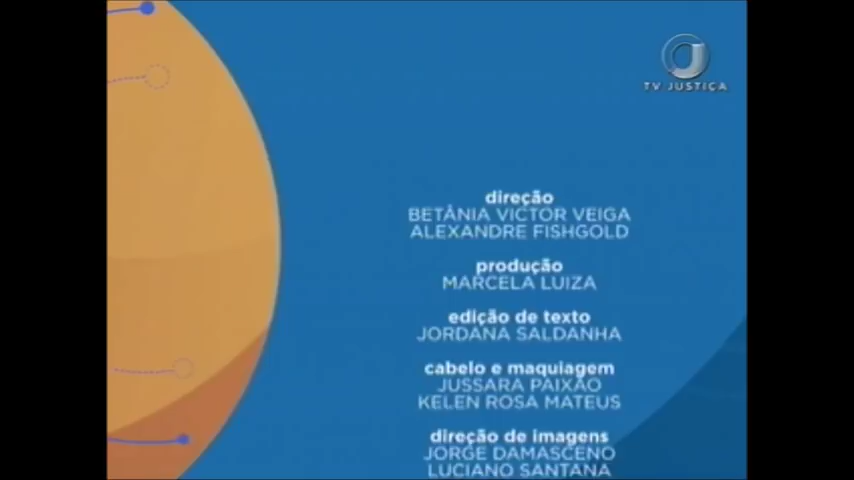 TV JUSTIÇA
direção
BETÂNIA VICTOR VEIGA
ALEXANDRE FISHGOLD
produção
MARCELA LUIZA
edição de texto
JORDANA SALDANHA
cabelo e maquiagem
JUSSARA PAIXÃO
KELEN ROSA MATEUS
direção de imagens
JORGE DAMASCENO
LUCIANO SANTANA